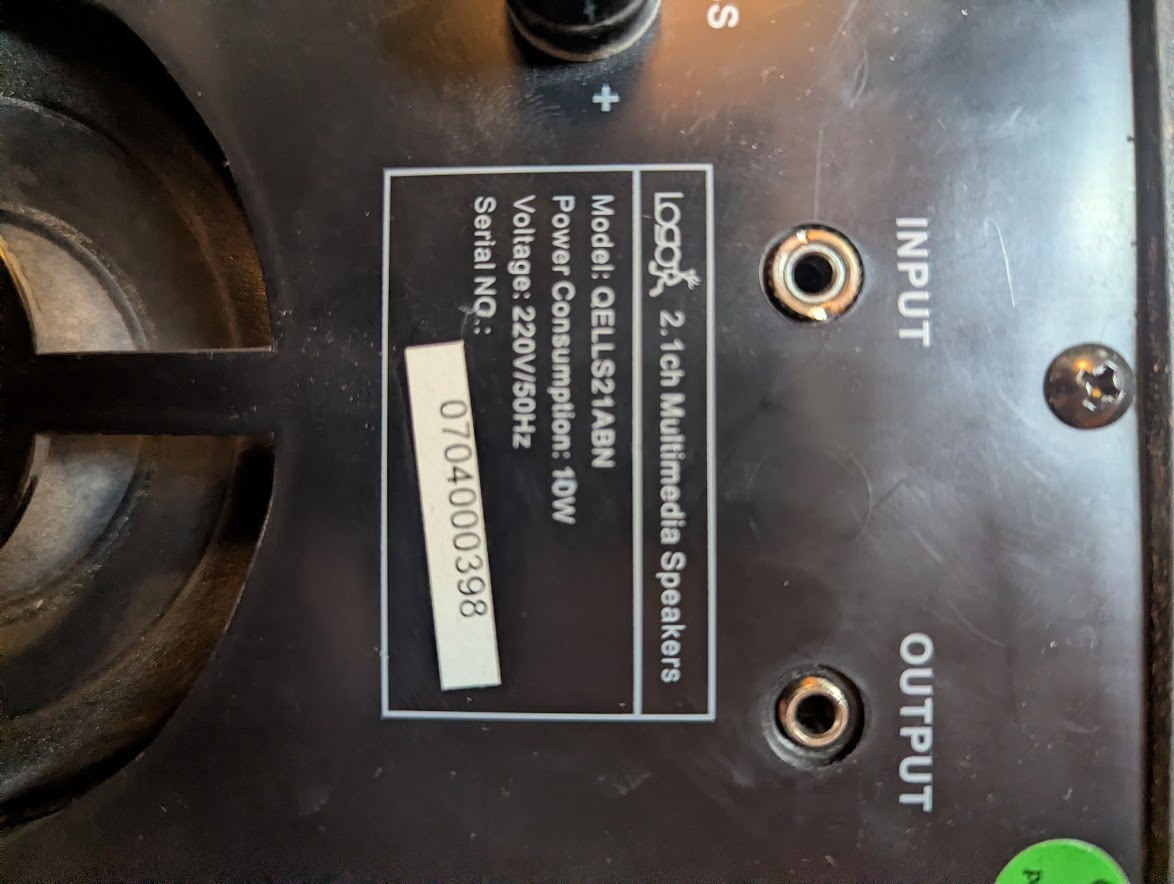 S
+
INPUT
OUTPUT
Logik 2.1ch Multimedia Speakers
Model: QELLS21ABN
Power Consumption: 10W
Voltage: 220V/50Hz
Serial NO.:
0704000398